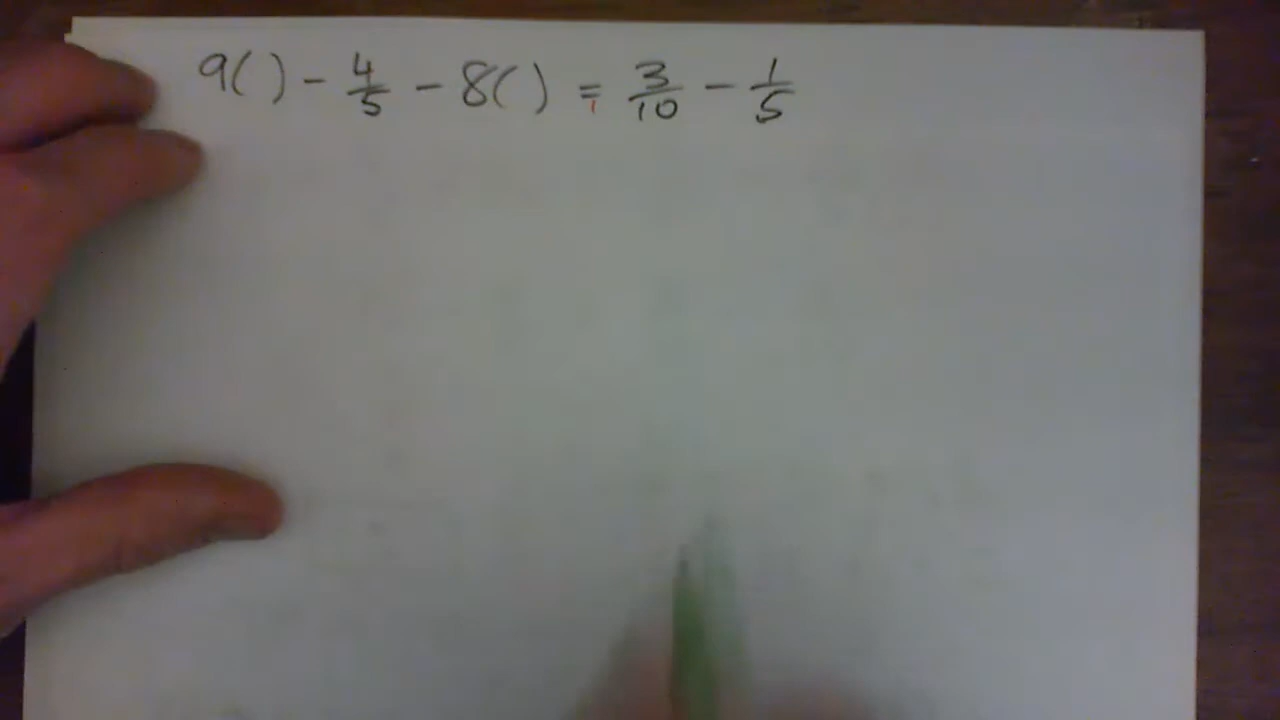 9( ) - 4/5 - 8( ) = 3/10 - 1/5